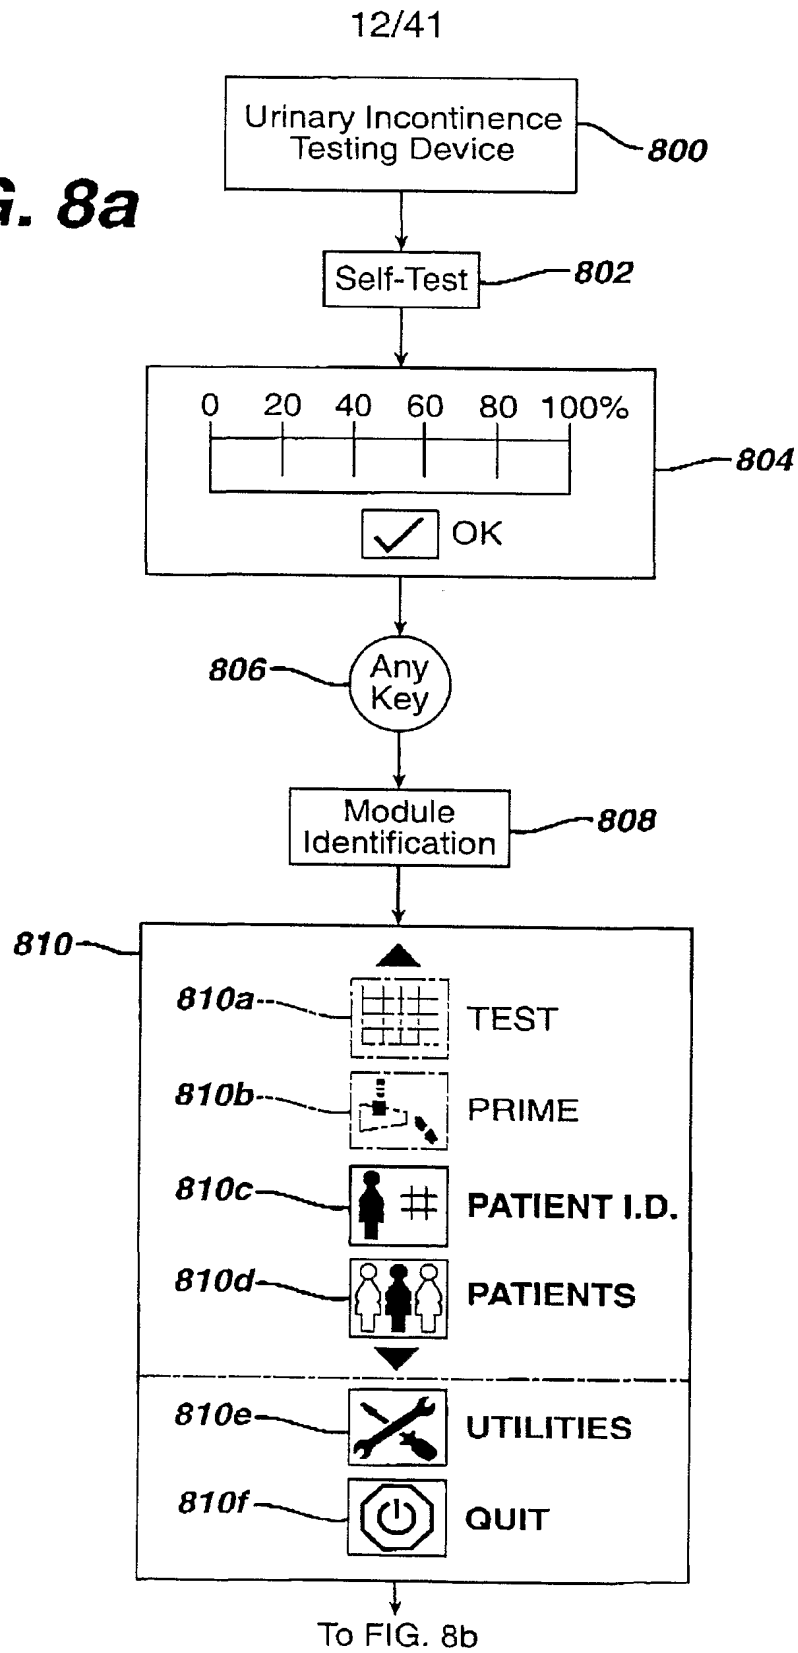 12/41
G. 8a
Urinary Incontinence
Testing Device
800
Self-Test
802
0 20 40 60 80 100%
804
OK
806
Any
Key
Module
Identification
808
810
810a
TEST
810b
PRIME
810c
PATIENT I.D.
810d
PATIENTS
810e
UTILITIES
810f
QUIT
To FIG. 8b